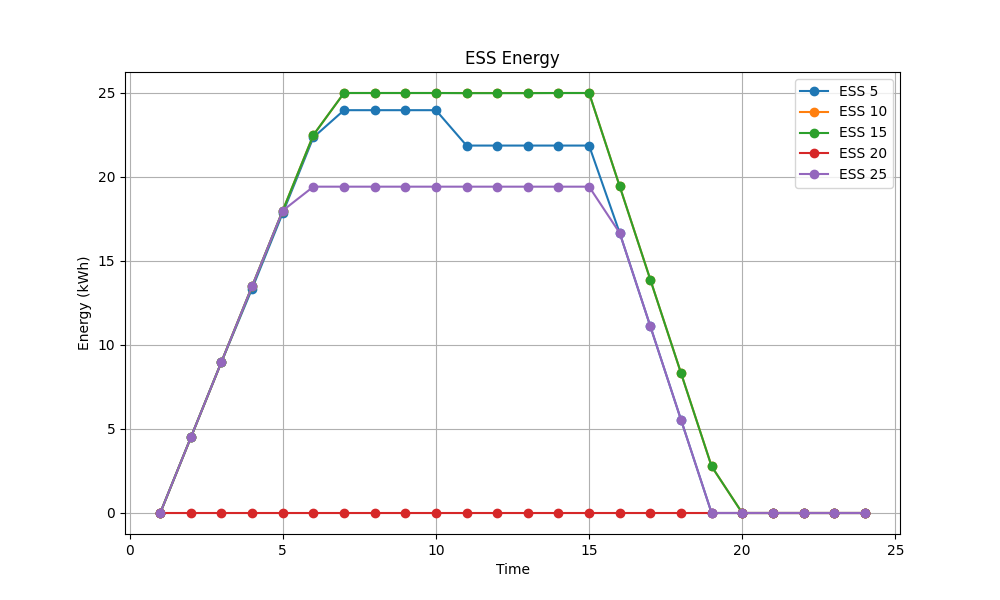 ESS Energy
ESS 5
ESS 10
ESS 15
ESS 20
ESS 25
Energy (kWh)
25
20
15
10
5
0
0 5 10 15 20 25
Time